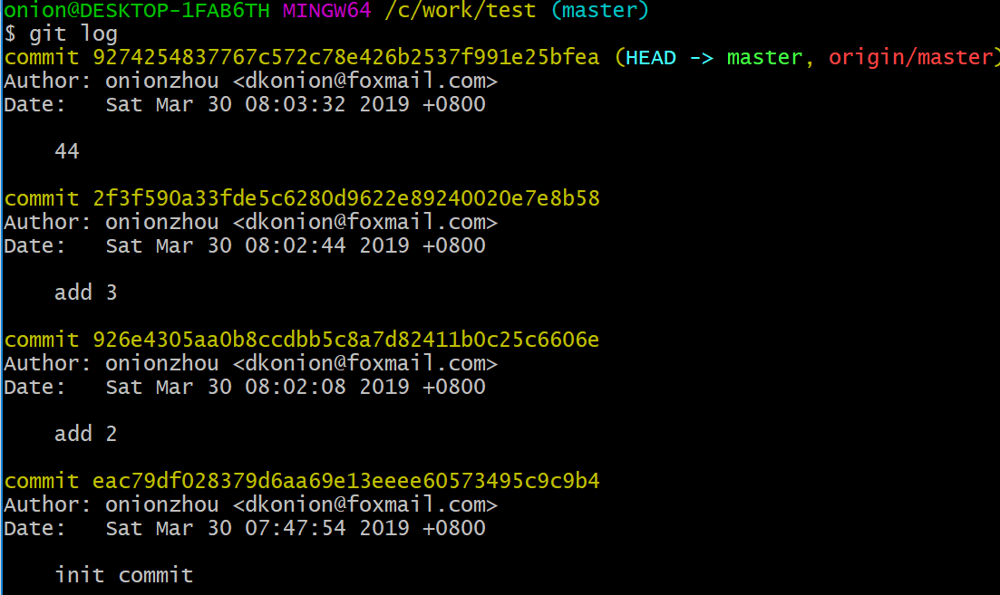 onion@DESKTOP-1FAB6TH MINGW64 /c/work/test (master)
$ git log
commit 9274254837767c572c78e426b2537f991e25bfea (HEAD -> master, origin/master)
Author: onionzhou <dkonion@foxmail.com>
Date:   Sat Mar 30 08:03:32 2019 +0800
44
commit 2f3f590a33fde5c6280d9622e89240020e7e8b58
Author: onionzhou <dkonion@foxmail.com>
Date:   Sat Mar 30 08:02:44 2019 +0800
add 3
commit 926e4305aa0b8ccdbb5c8a7d82411b0c25c6606e
Author: onionzhou <dkonion@foxmail.com>
Date:   Sat Mar 30 08:02:08 2019 +0800
add 2
commit eac79df028379d6aa69e13eeee60573495c9c9b4
Author: onionzhou <dkonion@foxmail.com>
Date:   Sat Mar 30 07:47:54 2019 +0800
init commit